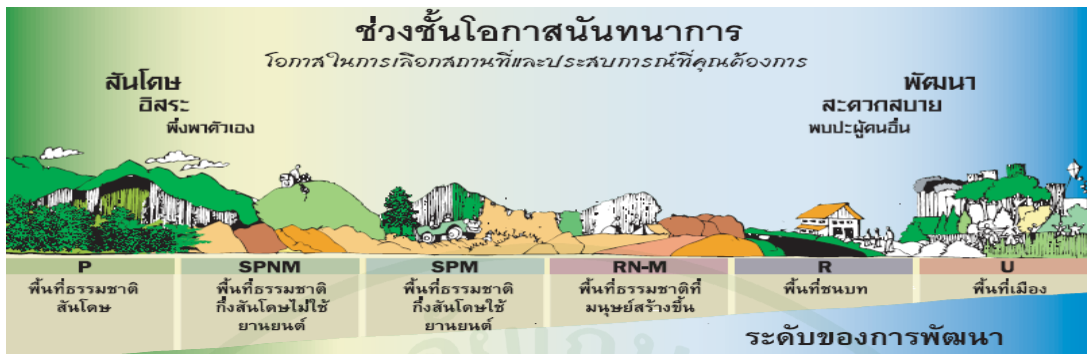 ช่วงชั้นโอกาสนันทนาการ
โอกาสในการเลือกสถานที่และประสบการณ์ที่คุณต้องการ
สันโดษ
อิสระ
พึ่งพาตัวเอง
พัฒนา
สะดวกสบาย
พบปะผู้คนอื่น
P
พื้นที่ธรรมชาติ
สันโดษ
SPNM
พื้นที่ธรรมชาติ
กึ่งสันโดษไม่ใช้
ยานยนต์
SPM
พื้นที่ธรรมชาติ
กึ่งสันโดษใช้
ยานยนต์
RN-M
พื้นที่ธรรมชาติที่
มนุษย์สร้างขึ้น
R
พื้นที่ชนบท
U
พื้นที่เมือง
ระดับของการพัฒนา